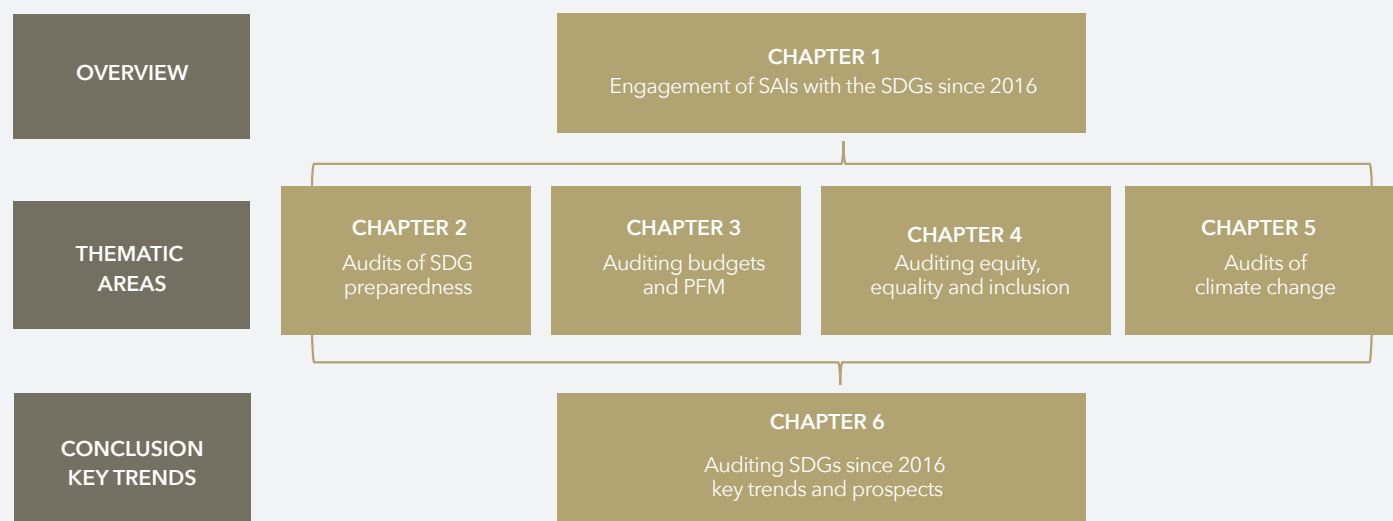 OVERVIEW
CHAPTER 1
Engagement of SAIs with the SDGs since 2016
THEMATIC
AREAS
CHAPTER 2
Audits of SDG
preparedness
CHAPTER 3
Auditing budgets
and PFM
CHAPTER 4
Auditing equity,
equality and inclusion
CHAPTER 5
Audits of
climate change
CONCLUSION
KEY TRENDS
CHAPTER 6
Auditing SDGs since 2016
key trends and prospects